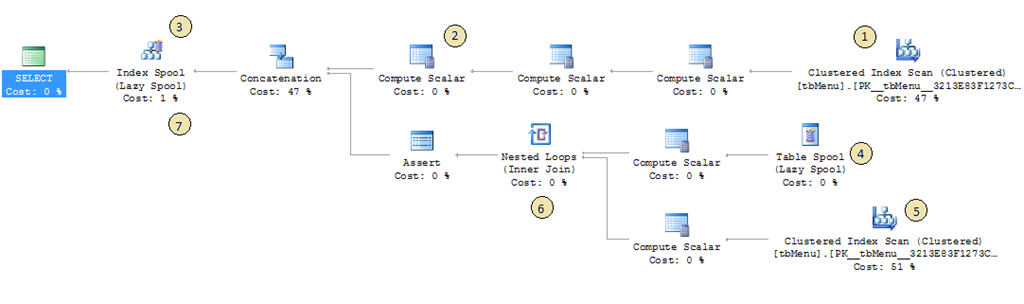 3
2
1
SELECT
Cost: 0 %
Index Spool
(Lazy Spool)
Cost: 1 %
Concatenation
Cost: 47 %
Compute Scalar
Cost: 0 %
Compute Scalar
Cost: 0 %
Compute Scalar
Cost: 0 %
Clustered Index Scan (Clustered)
[tbMenu].[PK__tbMenu__3213E83F1273C…
Cost: 47 %
7
Assert
Cost: 0 %
Nested Loops
(Inner Join)
Cost: 0 %
Compute Scalar
Cost: 0 %
Table Spool
(Lazy Spool)
Cost: 0 %
4
6
5
Compute Scalar
Cost: 0 %
Clustered Index Scan (Clustered)
[tbMenu].[PK__tbMenu__3213E83F1273C…
Cost: 51 %